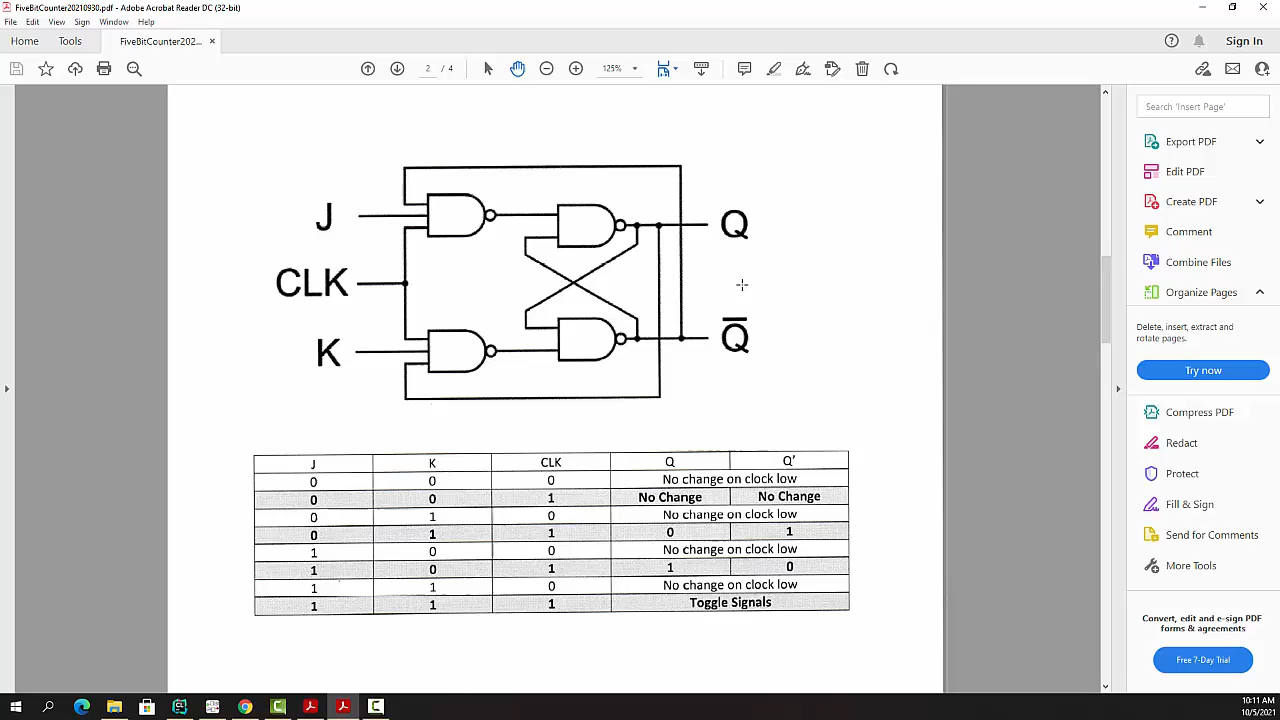 FiveBitCounter20210930.pdf - Adobe Acrobat Reader DC (32-bit)
File Edit View Sign Window Help
Home Tools FiveBitCounter202... × Sign In
2 / 4 125%
J
CLK
K
Q
Q̅
J K CLK Q Q'
0 0 0 No change on clock low
0 0 1 No Change No Change
0 1 0 No change on clock low
0 1 1 0 1
1 0 0 No change on clock low
1 0 1 1 0
1 1 0 No change on clock low
1 1 1 Toggle Signals
Search 'Insert Page'
Export PDF
Edit PDF
Create PDF
Comment
Combine Files
Organize Pages
Delete, insert, extract and
rotate pages.
Try now
Compress PDF
Redact
Protect
Fill & Sign
Send for Comments
More Tools
Convert, edit and e-sign PDF
forms & agreements
Free 7-Day Trial
10:11 AM
10/5/2021